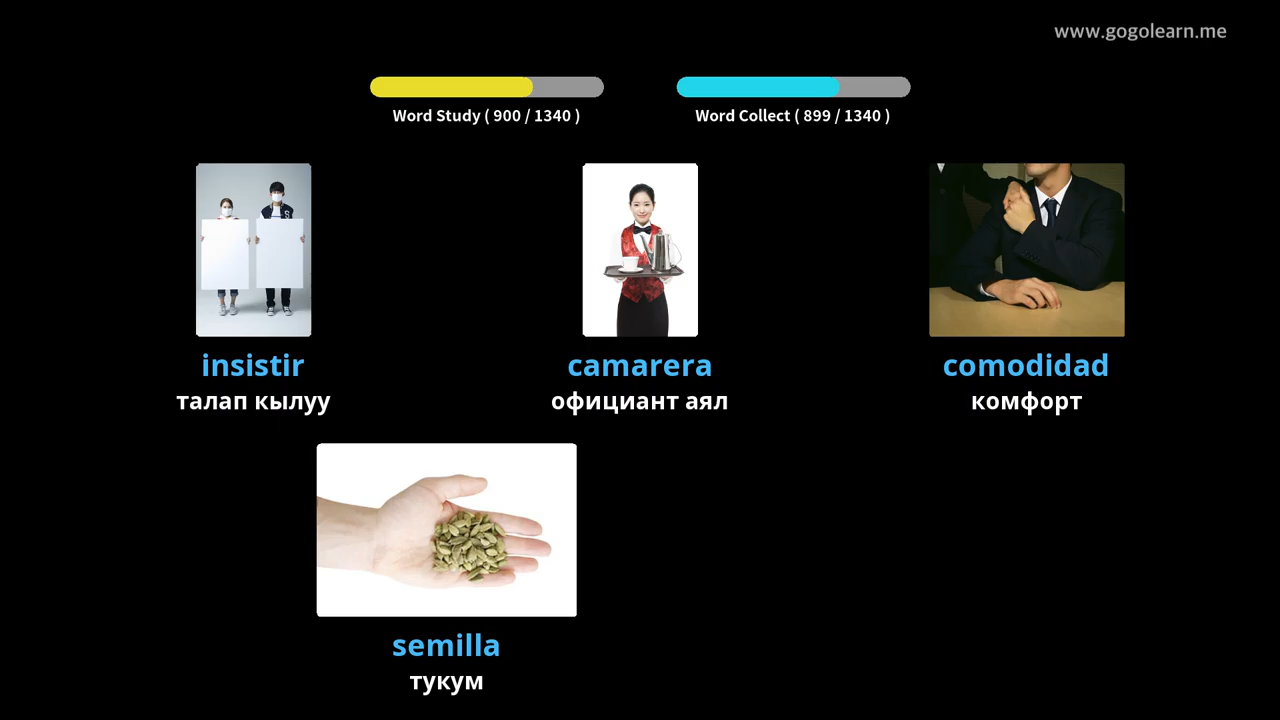 www.gogolearn.me
Word Study ( 900 / 1340 )
Word Collect ( 899 / 1340 )
insistir
талап кылуу
camarera
официант аял
comodidad
комфорт
semilla
тукум